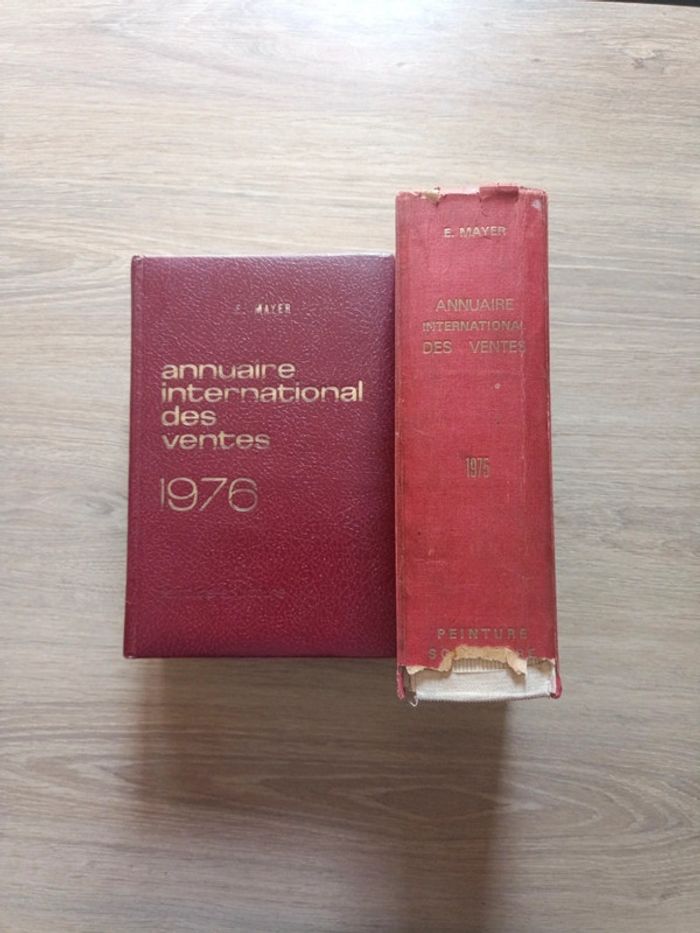 E. MAYER
annuaire
international
des
ventes
1976
E. MAYER
ANNUAIRE
INTERNATIONAL
DES VENTES
1975
PEINTURE